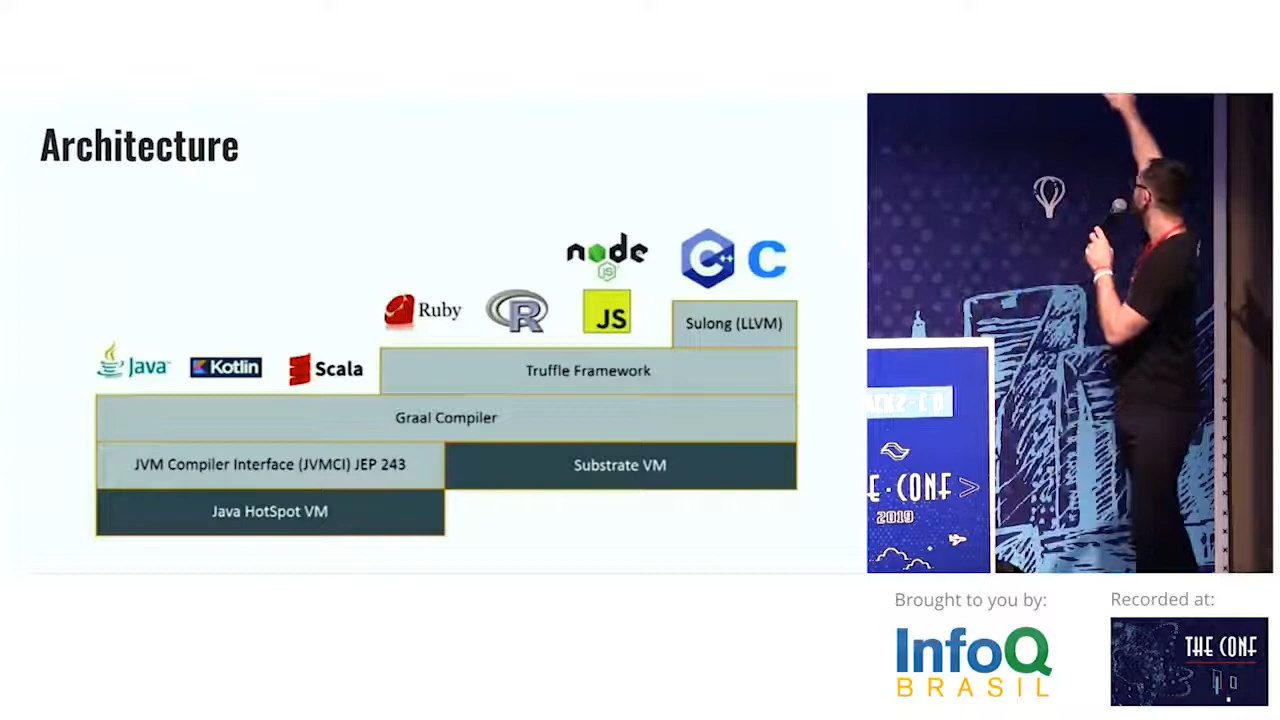 Architecture
node
JS
C++
C
Ruby
R
JS
Sulong (LLVM)
Java
Kotlin
Scala
Truffle Framework
Graal Compiler
JVM Compiler Interface (JVMCI) JEP 243
Substrate VM
Java HotSpot VM
E·CONF >
2019
Brought to you by:
InfoQ
BRASIL
Recorded at:
THE CONF